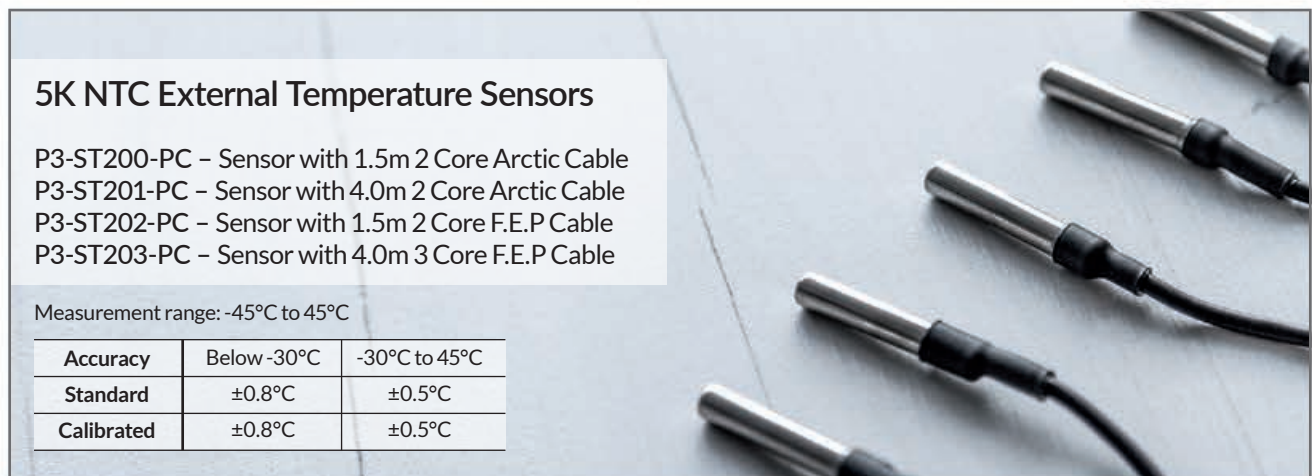 5K NTC External Temperature Sensors
P3-ST200-PC – Sensor with 1.5m 2 Core Arctic Cable
P3-ST201-PC – Sensor with 4.0m 2 Core Arctic Cable
P3-ST202-PC – Sensor with 1.5m 2 Core F.E.P Cable
P3-ST203-PC – Sensor with 4.0m 3 Core F.E.P Cable
Measurement range: -45°C to 45°C
Accuracy Below -30°C -30°C to 45°C
Standard ±0.8°C ±0.5°C
Calibrated ±0.8°C ±0.5°C